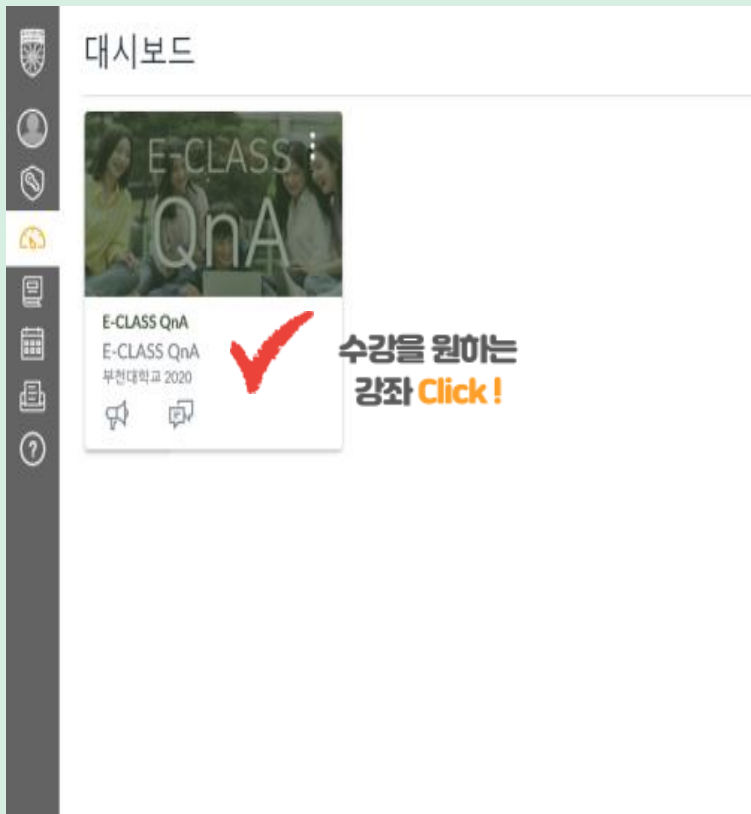 대시보드
E-CLASS
QnA
E-CLASS QnA
E-CLASS QnA
부천대학교 2020
수강을 원하는
강좌 Click !